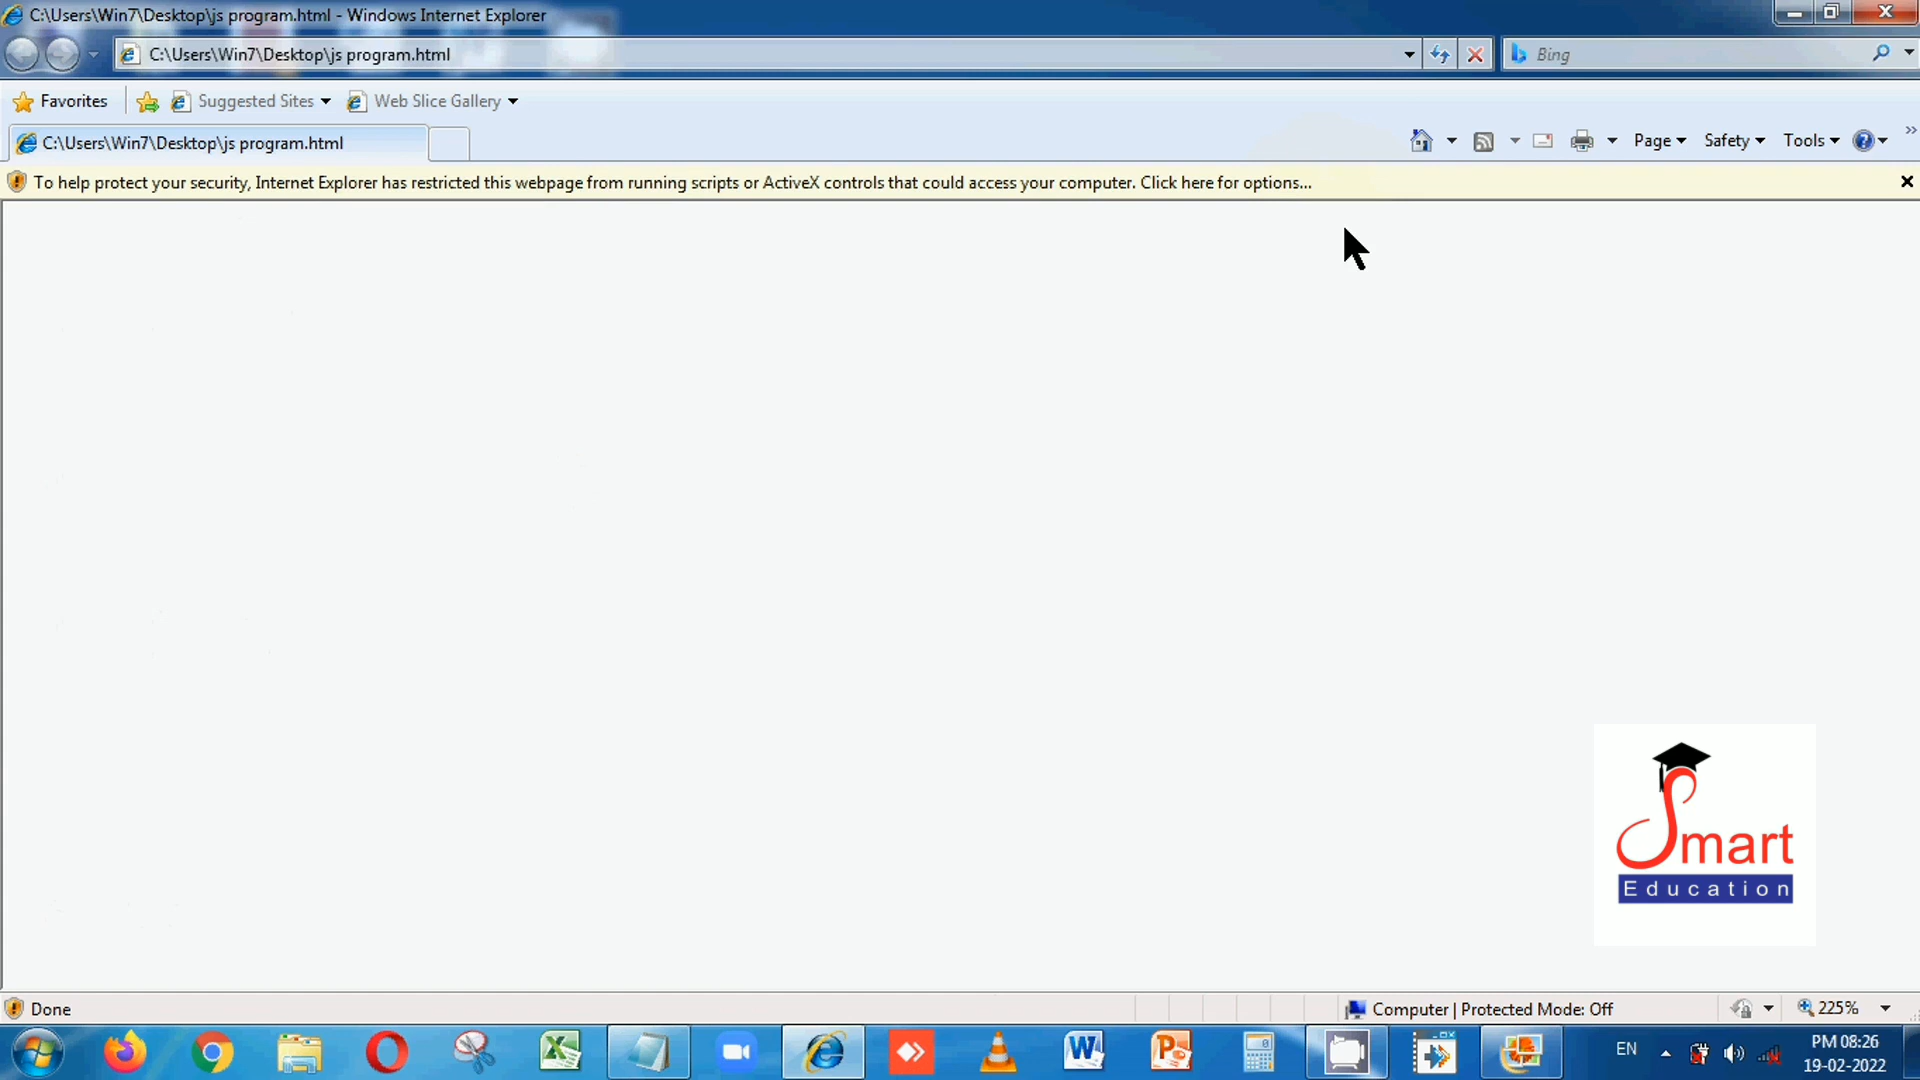 C:\Users\Win7\Desktop\js program.html - Windows Internet Explorer
C:\Users\Win7\Desktop\js program.html
Bing
Favorites
Suggested Sites
Web Slice Gallery
C:\Users\Win7\Desktop\js program.html
Page
Safety
Tools
To help protect your security, Internet Explorer has restricted this webpage from running scripts or ActiveX controls that could access your computer. Click here for options...
Smart
Education
Done
Computer | Protected Mode: Off
225%
EN
PM 08:26
19-02-2022